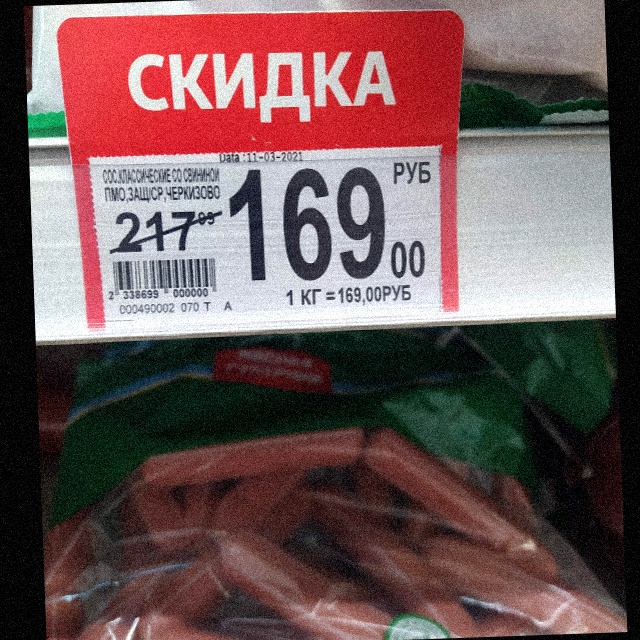 СКИДКА
Data :11-03-2021
СОС.КЛАССИЧЕСКИЕ СО СВИНИНОЙ
ПМО,ЗАЩ/СР,ЧЕРКИЗОВО
217
169 00 РУБ
1 КГ =169,00РУБ
2 338699 000000
000490002 070 Т А